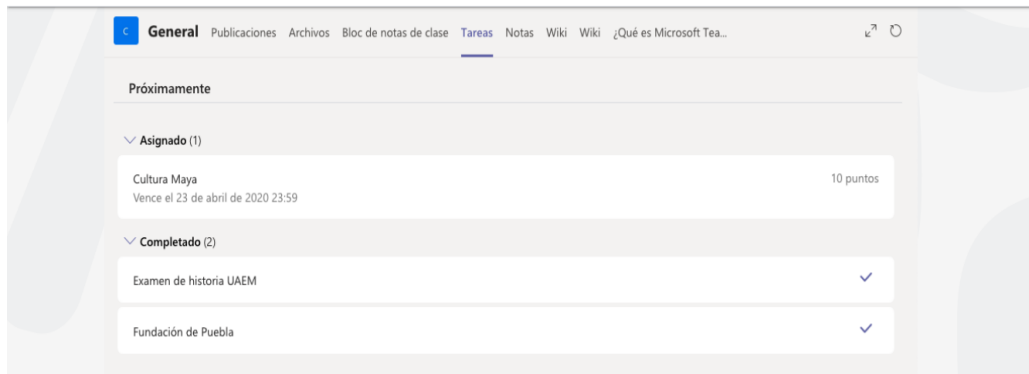 C General Publicaciones Archivos Bloc de notas de clase Tareas Notas Wiki Wiki ¿Qué es Microsoft Tea...
Próximamente
Asignado (1)
Cultura Maya 10 puntos
Vence el 23 de abril de 2020 23:59
Completado (2)
Examen de historia UAEM
Fundación de Puebla